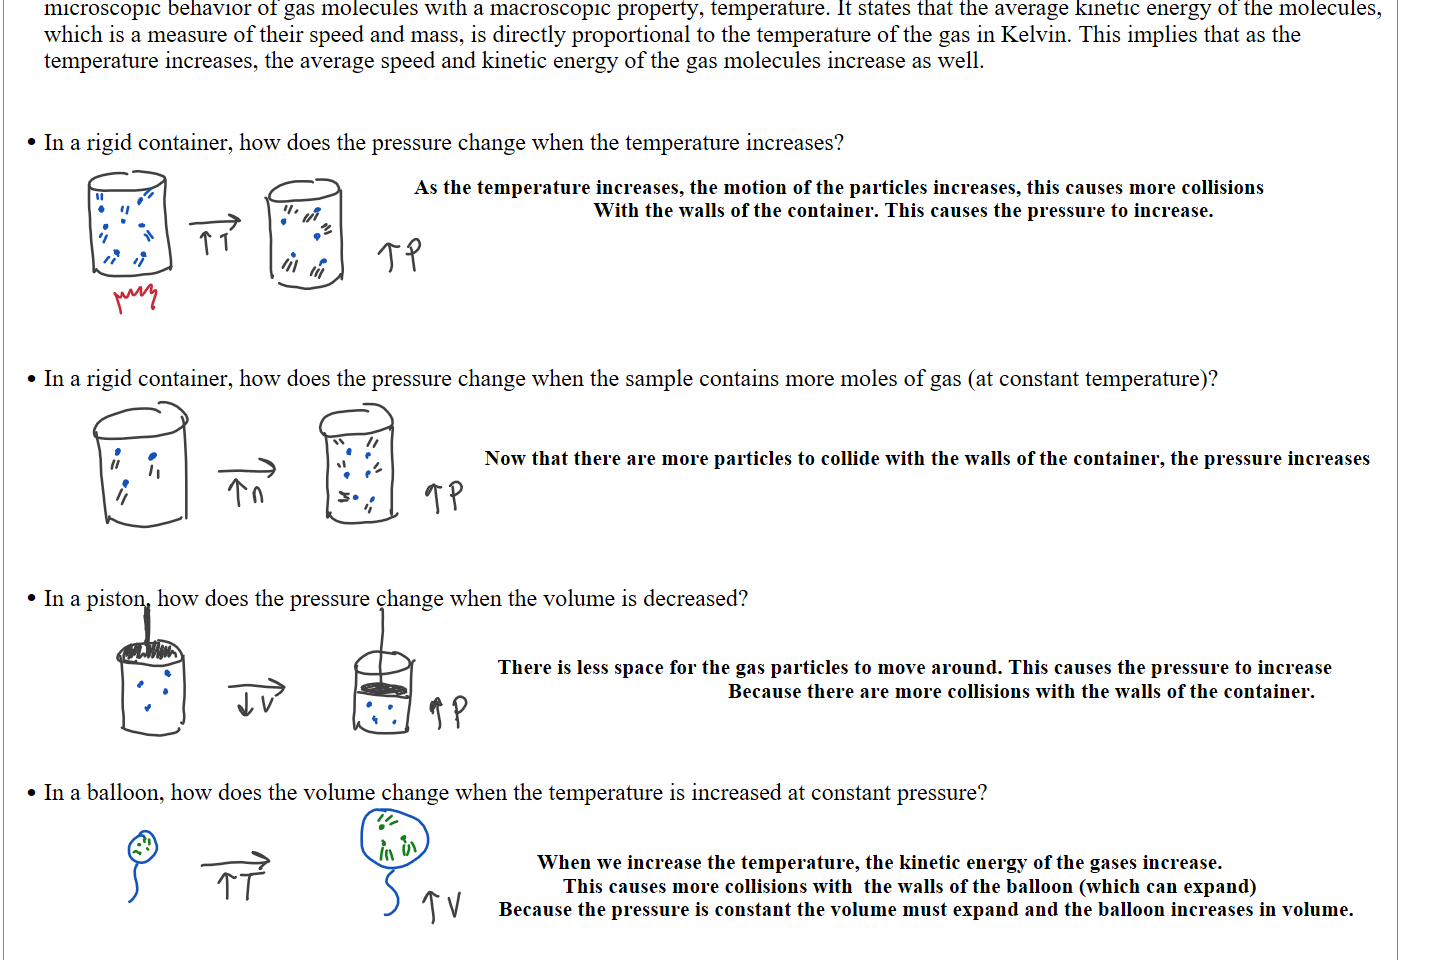 microscopic behavior of gas molecules with a macroscopic property, temperature. It states that the average kinetic energy of the molecules,
which is a measure of their speed and mass, is directly proportional to the temperature of the gas in Kelvin. This implies that as the
temperature increases, the average speed and kinetic energy of the gas molecules increase as well.
• In a rigid container, how does the pressure change when the temperature increases?
As the temperature increases, the motion of the particles increases, this causes more collisions
With the walls of the container. This causes the pressure to increase.
↑T
↑P
• In a rigid container, how does the pressure change when the sample contains more moles of gas (at constant temperature)?
Now that there are more particles to collide with the walls of the container, the pressure increases
↑n
↑P
• In a piston, how does the pressure change when the volume is decreased?
There is less space for the gas particles to move around. This causes the pressure to increase
Because there are more collisions with the walls of the container.
↓V
↑P
• In a balloon, how does the volume change when the temperature is increased at constant pressure?
When we increase the temperature, the kinetic energy of the gases increase.
This causes more collisions with  the walls of the balloon (which can expand)
Because the pressure is constant the volume must expand and the balloon increases in volume.
↑T
↑V